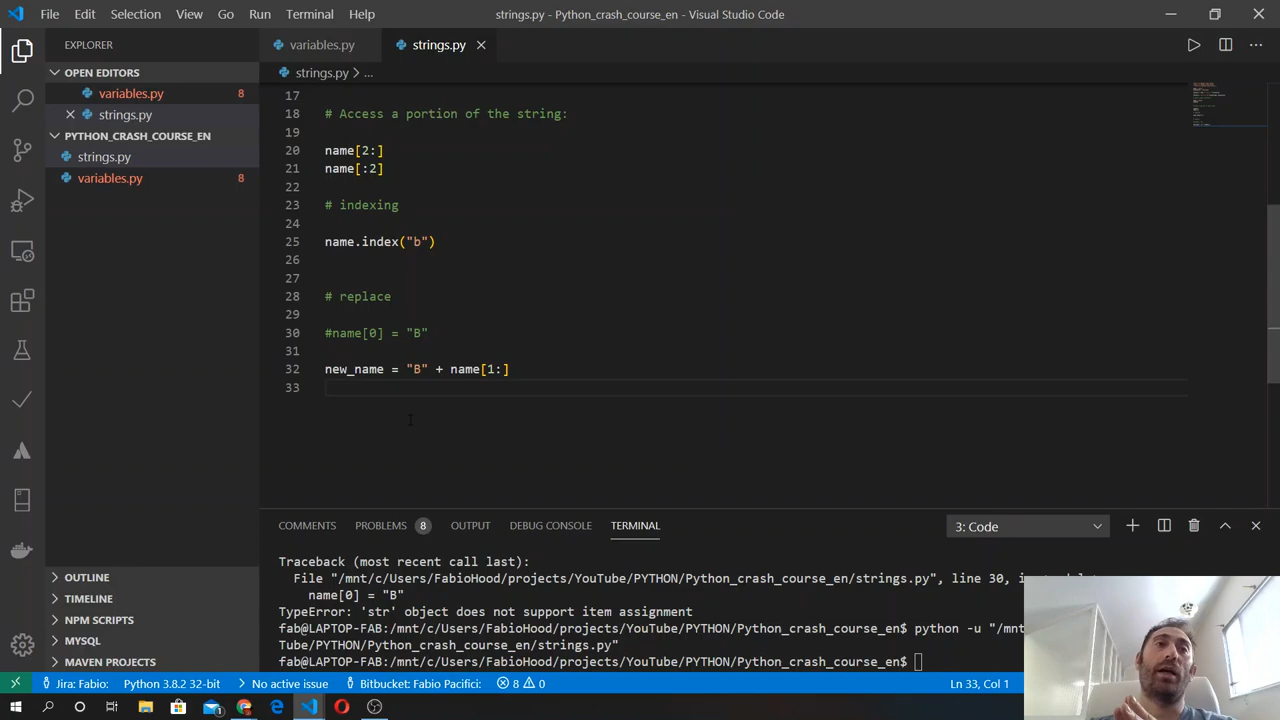 File Edit Selection View Go Run Terminal Help strings.py - Python_crash_course_en - Visual Studio Code
EXPLORER
OPEN EDITORS
variables.py 8
strings.py
PYTHON_CRASH_COURSE_EN
strings.py
variables.py 8
OUTLINE
TIMELINE
NPM SCRIPTS
MYSQL
MAVEN PROJECTS
variables.py strings.py
strings.py > ...
17
18 # Access a portion of the string:
19
20 name[2:]
21 name[:2]
22
23 # indexing
24
25 name.index("b")
26
27
28 # replace
29
30 #name[0] = "B"
31
32 new_name = "B" + name[1:]
33
COMMENTS PROBLEMS 8 OUTPUT DEBUG CONSOLE TERMINAL 3: Code
Traceback (most recent call last):
File "/mnt/c/Users/FabioHood/projects/YouTube/PYTHON/Python_crash_course_en/strings.py", line 30, in
name[0] = "B"
TypeError: 'str' object does not support item assignment
fab@LAPTOP-FAB:/mnt/c/Users/FabioHood/projects/YouTube/PYTHON/Python_crash_course_en$ python -u "/mnt
Tube/PYTHON/Python_crash_course_en/strings.py"
fab@LAPTOP-FAB:/mnt/c/Users/FabioHood/projects/YouTube/PYTHON/Python_crash_course_en$
Jira: Fabio: Python 3.8.2 32-bit No active issue Bitbucket: Fabio Pacifici: 8 0 Ln 33, Col 1